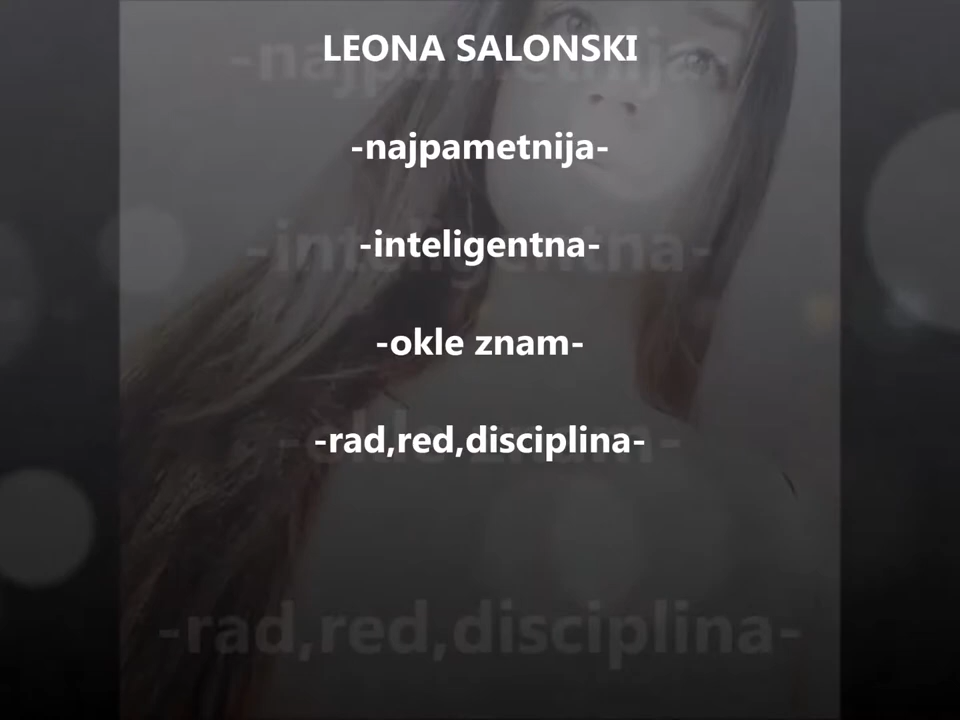 LEONA SALONSKI
-najpametnija-
-inteligentna-
-okle znam-
-rad,red,disciplina-